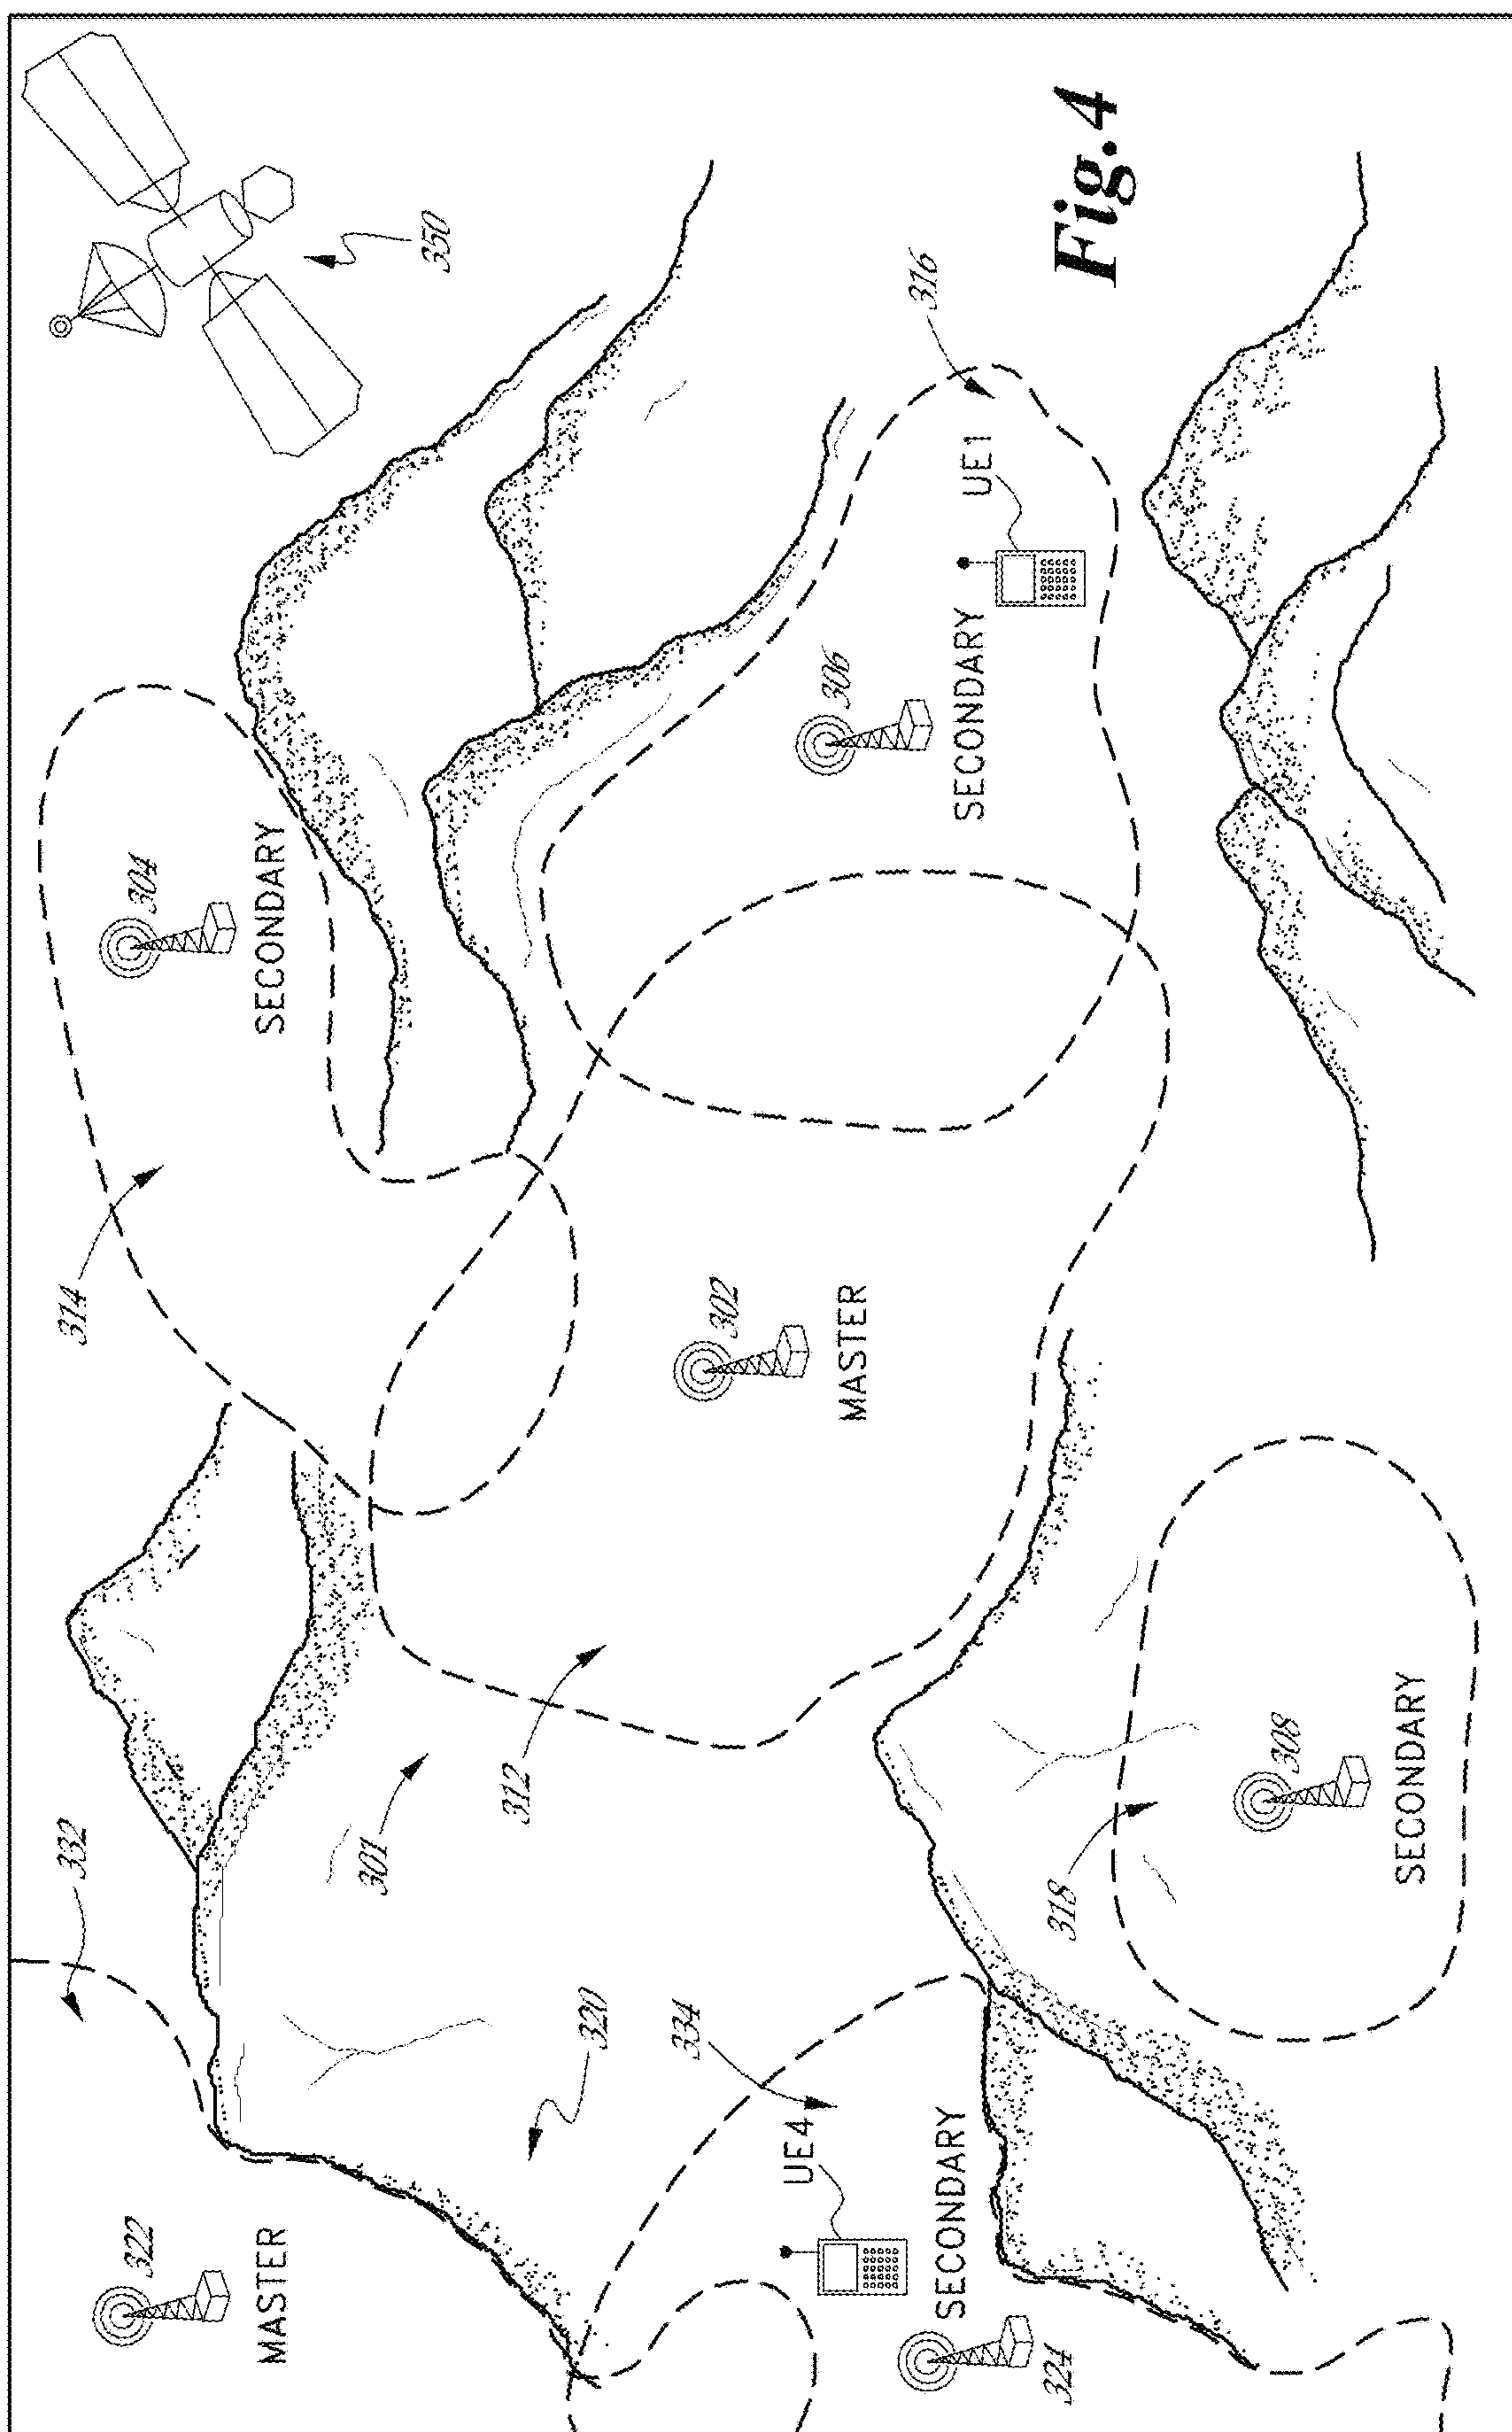 350
Fig.4
316
UE1
306
SECONDARY
304
SECONDARY
314
302
MASTER
312
301
332
308
SECONDARY
318
320
334
UE4
SECONDARY
324
322
MASTER